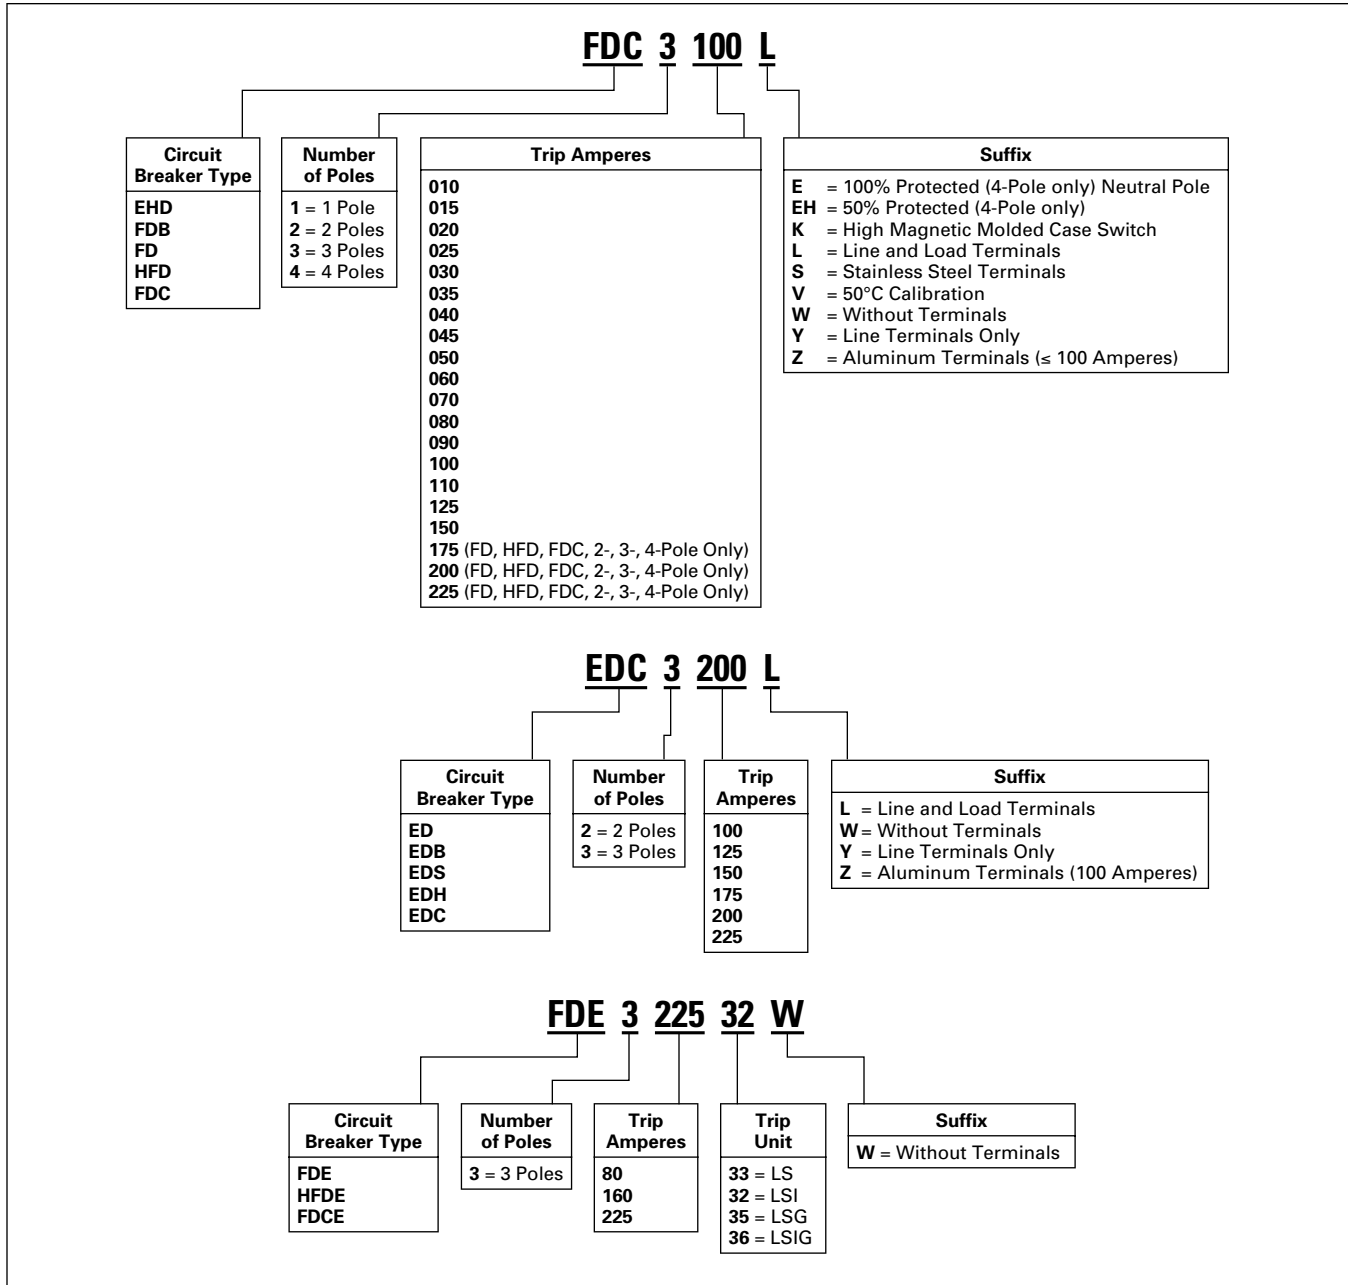 FDC 3 100 L
Circuit
Breaker Type
EHD
FDB
FD
HFD
FDC
Number
of Poles
1 = 1 Pole
2 = 2 Poles
3 = 3 Poles
4 = 4 Poles
Trip Amperes
010
015
020
025
030
035
040
045
050
060
070
080
090
100
110
125
150
175 (FD, HFD, FDC, 2-, 3-, 4-Pole Only)
200 (FD, HFD, FDC, 2-, 3-, 4-Pole Only)
225 (FD, HFD, FDC, 2-, 3-, 4-Pole Only)
Suffix
E = 100% Protected (4-Pole only) Neutral Pole
EH = 50% Protected (4-Pole only)
K = High Magnetic Molded Case Switch
L = Line and Load Terminals
S = Stainless Steel Terminals
V = 50°C Calibration
W = Without Terminals
Y = Line Terminals Only
Z = Aluminum Terminals (≤ 100 Amperes)
EDC 3 200 L
Circuit
Breaker Type
ED
EDB
EDS
EDH
EDC
Number
of Poles
2 = 2 Poles
3 = 3 Poles
Trip
Amperes
100
125
150
175
200
225
Suffix
L = Line and Load Terminals
W = Without Terminals
Y = Line Terminals Only
Z = Aluminum Terminals (100 Amperes)
FDE 3 225 32 W
Circuit
Breaker Type
FDE
HFDE
FDCE
Number
of Poles
3 = 3 Poles
Trip
Amperes
80
160
225
Trip
Unit
33 = LS
32 = LSI
35 = LSG
36 = LSIG
Suffix
W = Without Terminals